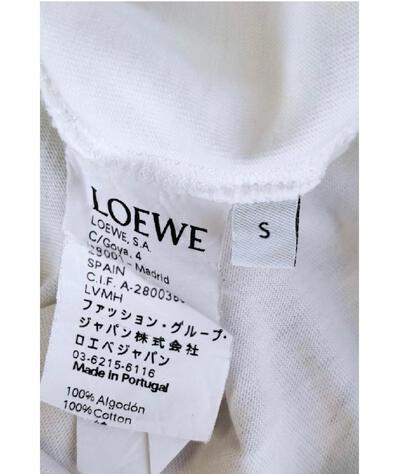 LOEWE
S
LOEWE, S.A.
C/Goya, 4
Madrid
SPAIN
C.I.F. A-2800
LVMH
ファッション・グループ・
ジャパン株式会社
ロエベジャパン
03-6215-6116
Made in Portugal
100% Algodón
100% Cotton